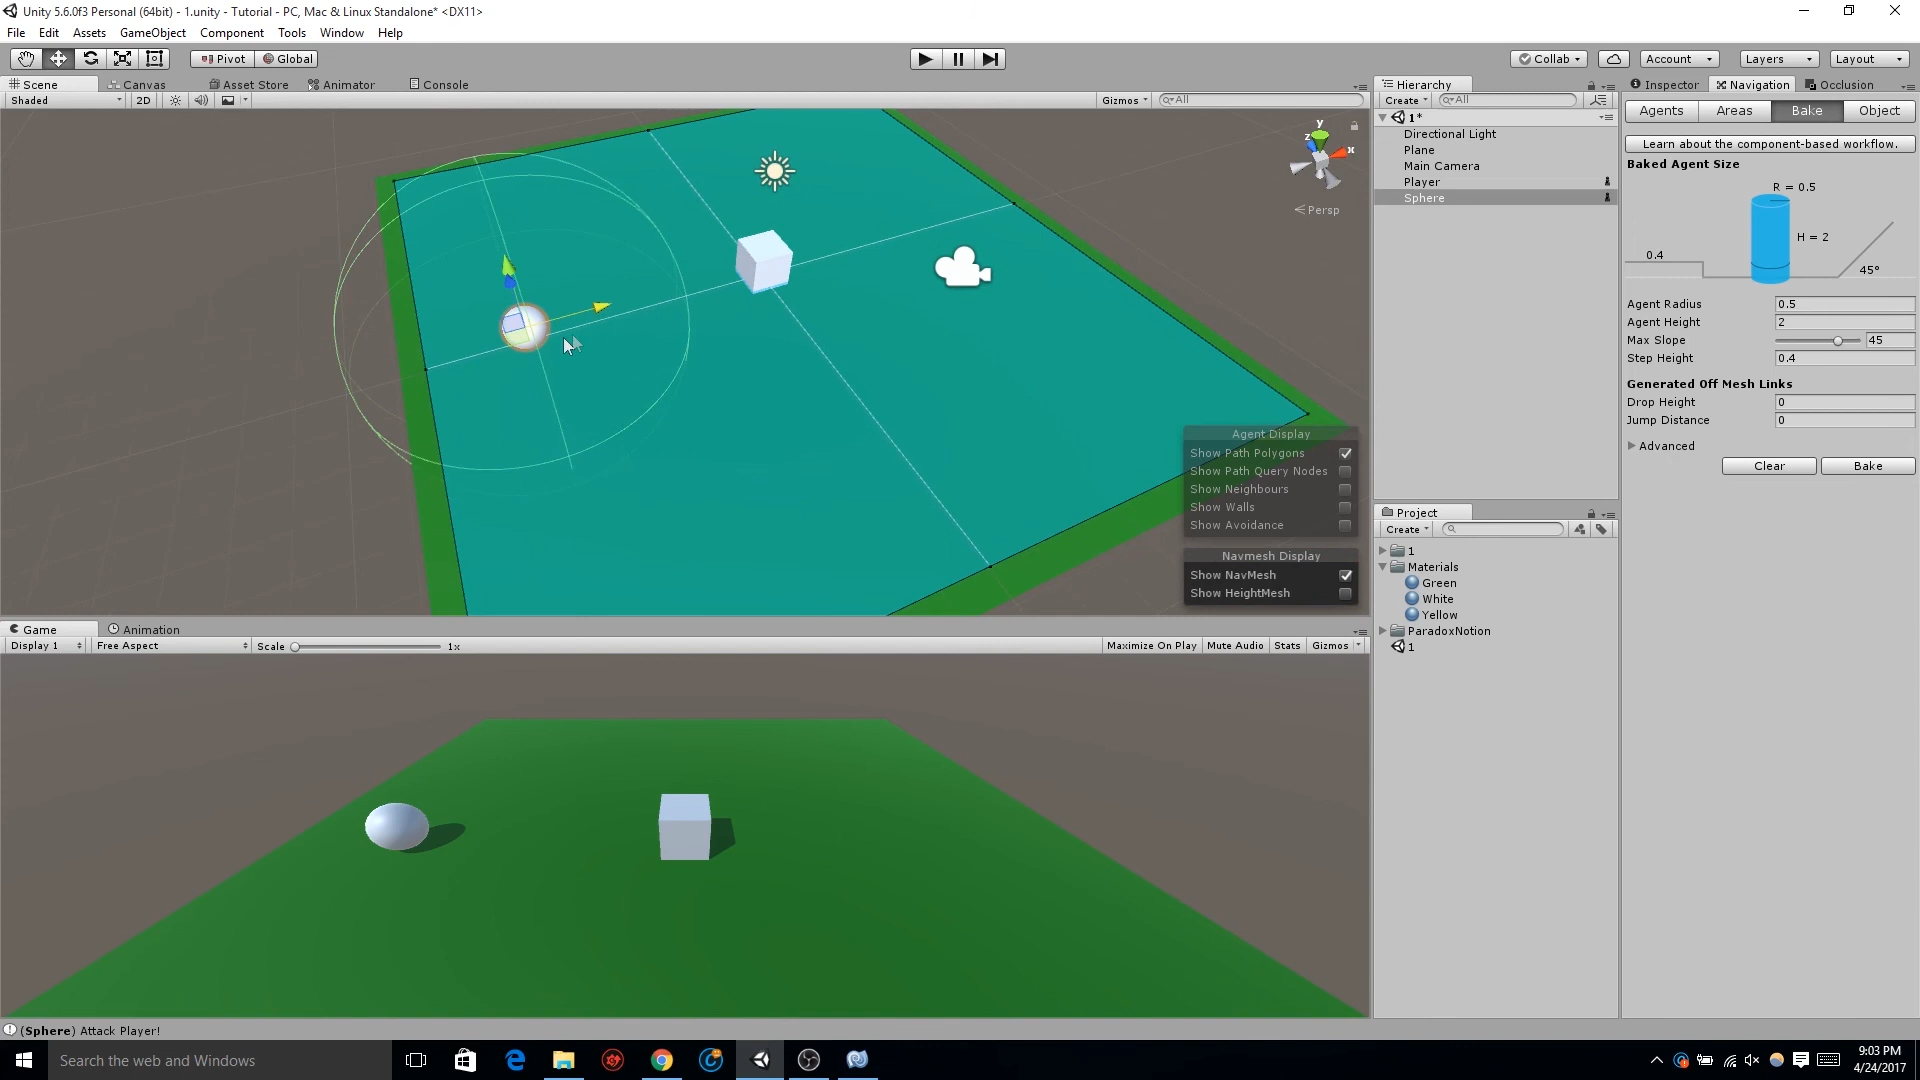 Unity 5.6.0f3 Personal (64bit) - 1.unity - Tutorial - PC, Mac & Linux Standalone* <DX11>
File Edit Assets GameObject Component Tools Window Help
Pivot Global Collab Account Layers Layout
Scene Canvas Asset Store Animator Console
Shaded 2D Gizmos All
y
z
x
Persp
Agent Display
Show Path Polygons
Show Path Query Nodes
Show Neighbours
Show Walls
Show Avoidance
Navmesh Display
Show NavMesh
Show HeightMesh
Game Animation
Display 1 Free Aspect Scale 1x Maximize On Play Mute Audio Stats Gizmos
Hierarchy
Create All
1*
Directional Light
Plane
Main Camera
Player
Sphere
Project
Create
1
Materials
Green
White
Yellow
ParadoxNotion
1
Inspector Navigation Occlusion
Agents Areas Bake Object
Learn about the component-based workflow.
Baked Agent Size
R = 0.5
H = 2
0.4
45°
Agent Radius 0.5
Agent Height 2
Max Slope 45
Step Height 0.4
Generated Off Mesh Links
Drop Height 0
Jump Distance 0
Advanced
Clear Bake
(Sphere) Attack Player!
Search the web and Windows
9:03 PM
4/24/2017